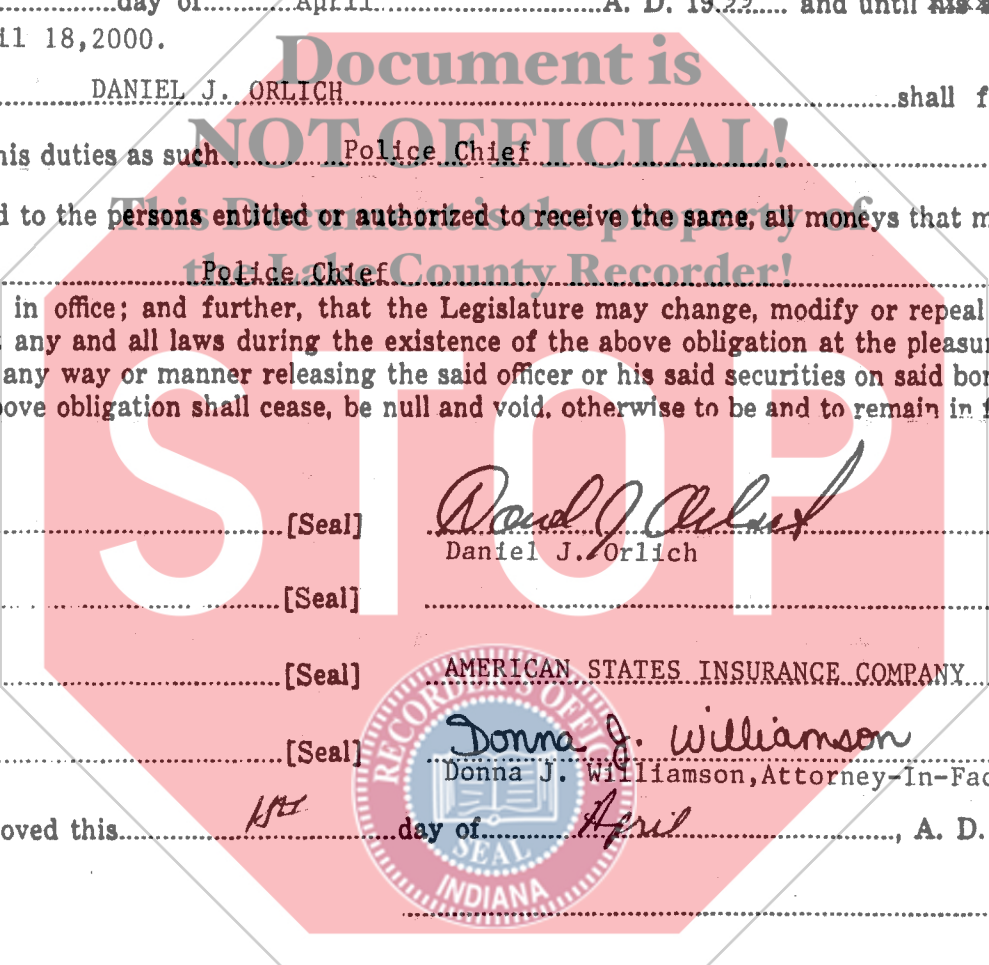 day of April A. D. 1999 and until his
il 18,2000.
Document is
DANIEL J. ORLICH shall f
NOT OFFICIAL!
his duties as such Police Chief
This Document is the property of
d to the persons entitled or authorized to receive the same, all moneys that m
the Lake County Recorder!
Police Chief
in office; and further, that the Legislature may change, modify or repeal
any and all laws during the existence of the above obligation at the pleasu
any way or manner releasing the said officer or his said securities on said bo
ove obligation shall cease, be null and void, otherwise to be and to remain in f
STOP
[Seal] Daniel J. Orlich
Daniel J. Orlich
[Seal]
[Seal] AMERICAN STATES INSURANCE COMPANY
[Seal] Donna J. Williamson
Donna J. Williamson,Attorney-In-Fac
oved this day of April, A. D.
RECORDER'S OFFICE
SEAL
INDIANA